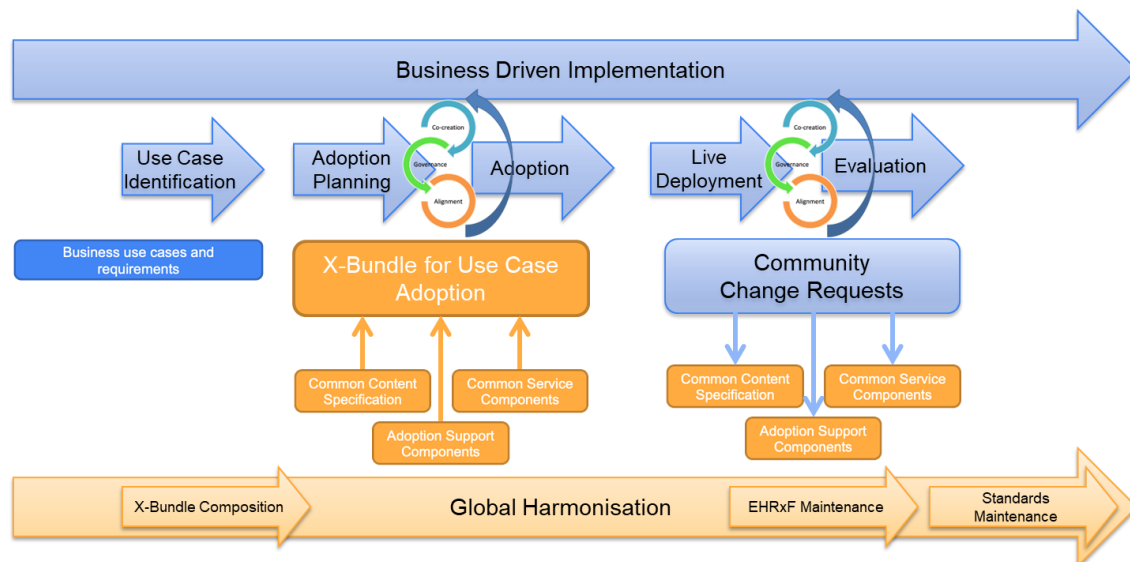 Business Driven Implementation
Use Case
Identification
Adoption
Planning
Co-creation
Governance
Alignment
Adoption
Live
Deployment
Co-creation
Governance
Alignment
Evaluation
Business use cases and
requirements
X-Bundle for Use Case
Adoption
Community
Change Requests
Common Content
Specification
Common Service
Components
Adoption Support
Components
Common Content
Specification
Common Service
Components
Adoption Support
Components
X-Bundle Composition
Global Harmonisation
EHRxF Maintenance
Standards
Maintenance